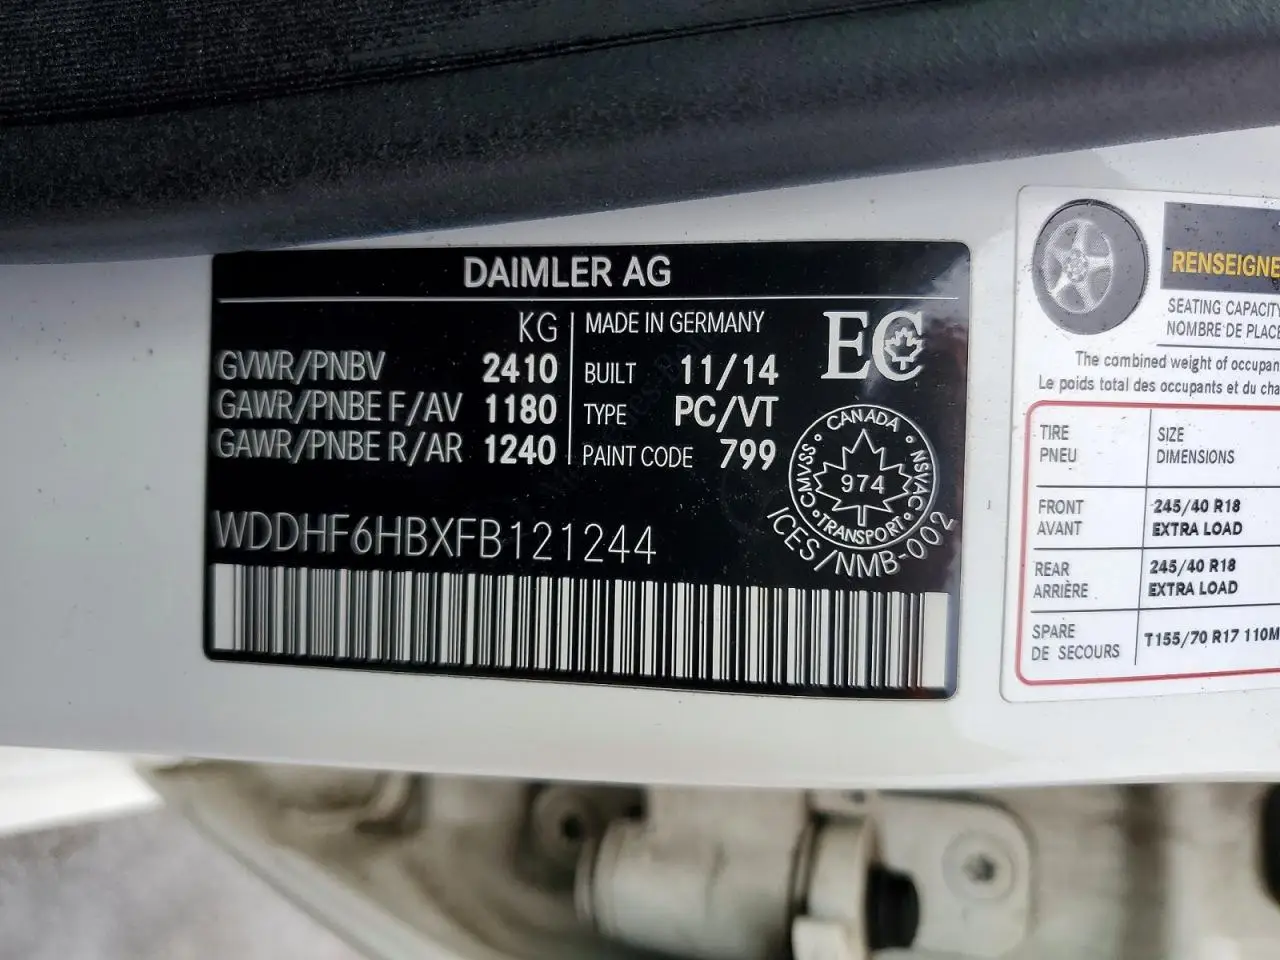 DAIMLER AG
KG
GVWR/PNBV 2410
GAWR/PNBE F/AV 1180
GAWR/PNBE R/AR 1240
MADE IN GERMANY
BUILT 11/14
TYPE PC/VT
PAINT CODE 799
EC
CANADA
CMVSS · NSVAC
974
TRANSPORT
ICES/NMB-002
WDDHF6HBXFB121244
RENSEIGNE
SEATING CAPACITY
NOMBRE DE PLACE
The combined weight of occupan
Le poids total des occupants et du cha
TIRE SIZE
PNEU DIMENSIONS
FRONT 245/40 R18
AVANT EXTRA LOAD
REAR 245/40 R18
ARRIÈRE EXTRA LOAD
SPARE T155/70 R17 110M
DE SECOURS